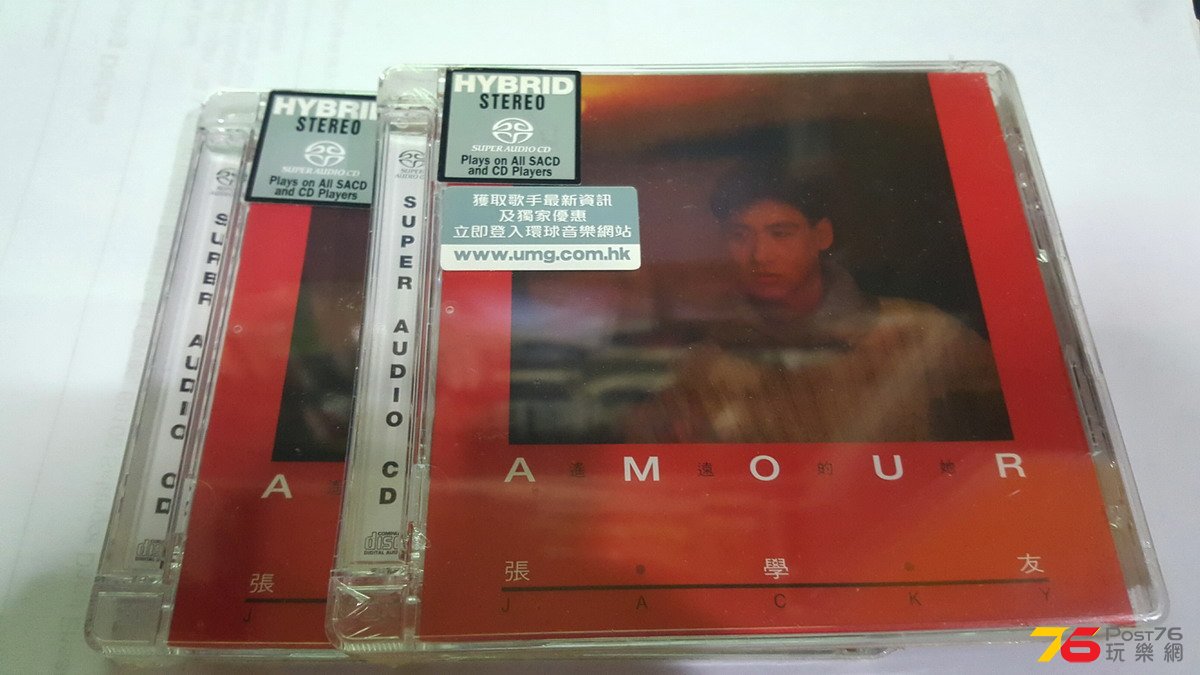 HYBRID
STEREO
SUPER AUDIO CD
Plays on All SACD
and CD Players
SUPER AUDIO CD
A
張
J
HYBRID
STEREO
SUPER AUDIO CD
Plays on All SACD
and CD Players
獲取歌手最新資訊
及獨家優惠
立即登入環球音樂網站
www.umg.com.hk
SUPER AUDIO CD
A 遙 M 遠 O 的 U 她 R
張 • 學 • 友
J A C K Y
POST76
玩樂網